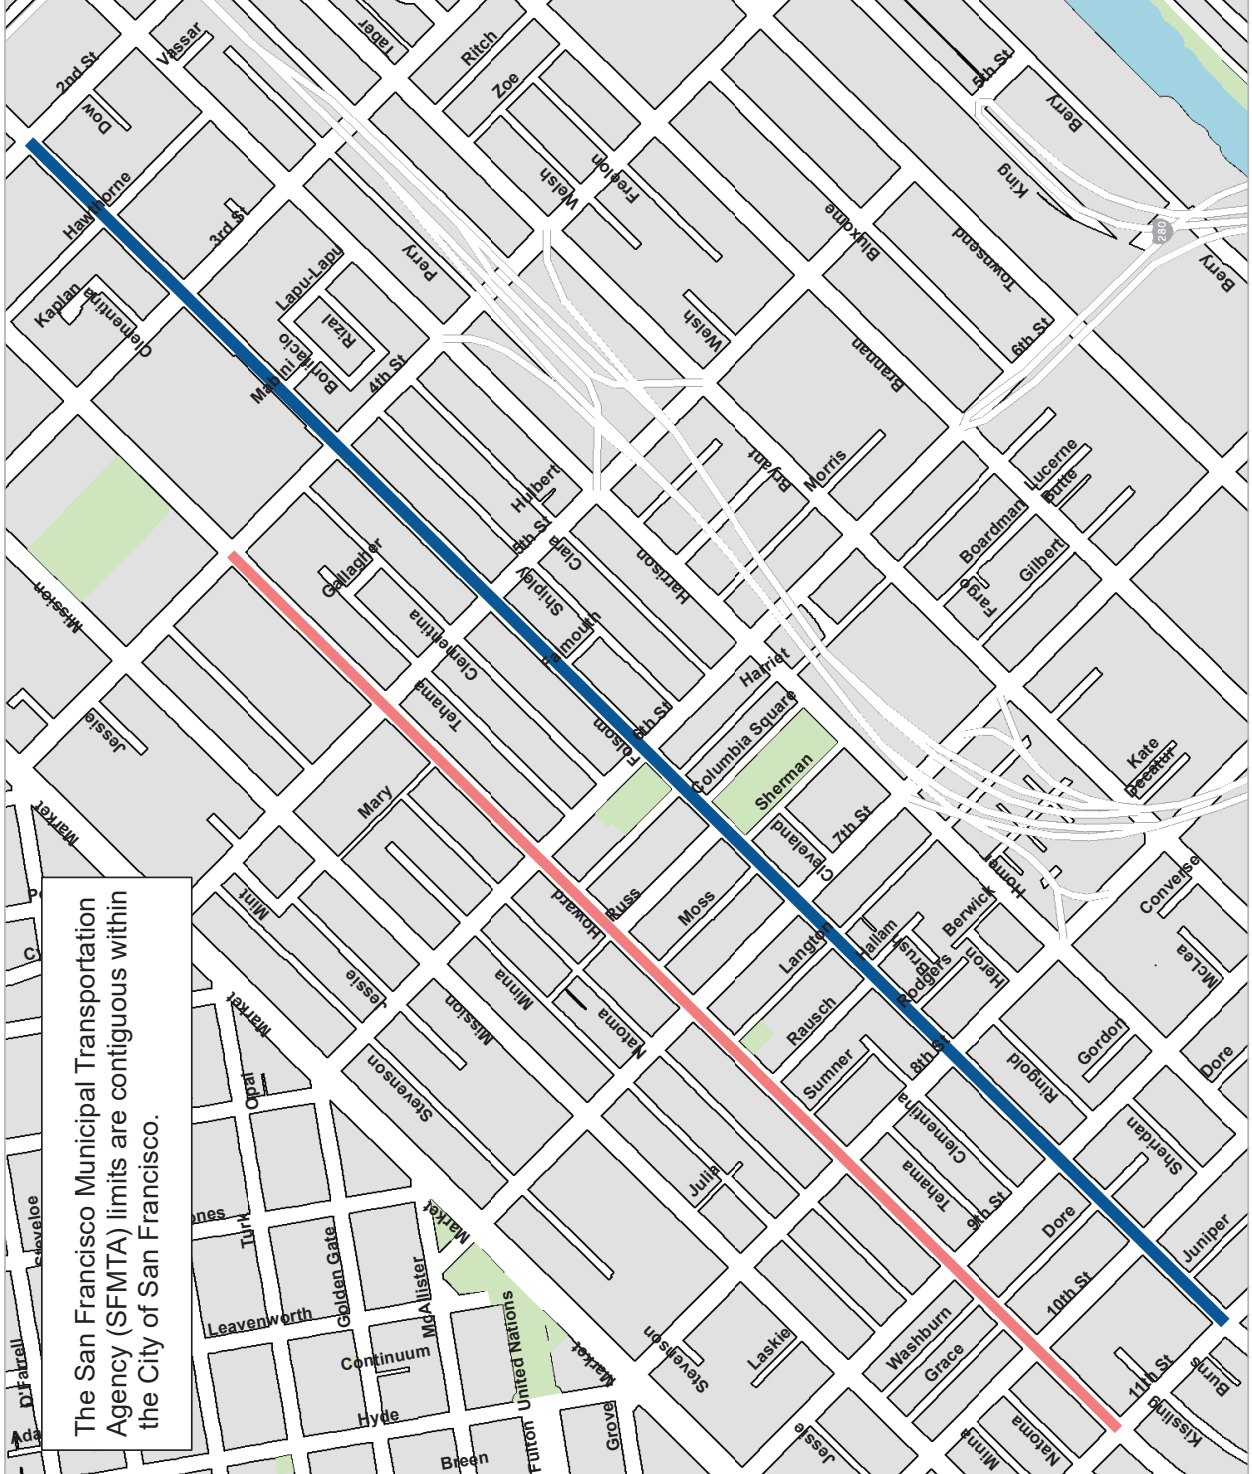 The San Francisco Municipal Transportation
Agency (SFMTA) limits are contiguous within
the City of San Francisco.
2nd St
Vassar
Taber
Ritch
Zoe
Dow
Hawthorne
3rd St
Kaplan
Clementina
Lapu-Lapu
Rizal
Bonifacio
Mabini
4th St
Perry
Welsh
Freelon
Welsh
Bluxome
Townsend
King
Berry
5th St
280
Berry
6th St
Brannan
Mission
Jessie
Market
Gallagher
Clementina
Tehama
Hulbert
5th St
Clara
Shipley
Falmouth
Harrison
Bryant
Morris
Lucerne
Butte
Boardman
Gilbert
Fargo
Harriet
6th St
Folsom
Columbia Square
Sherman
Cleveland
7th St
Kate
Decatur
Mary
Mint
Jessie
Howard
Russ
Moss
Minna
Natoma
Mission
Stevenson
Market
Opal
Langton
Hallam
Brush
Rodgers
Berwick
Heron
Homer
Converse
McLea
Rausch
Sumner
8th St
Ringold
Gordon
Dore
Clementina
Tehama
Sheridan
Julia
9th St
Dore
10th St
Juniper
Washburn
Grace
11th St
Burns
Kissling
Natoma
Minna
Jessie
Laskie
Stevenson
Market
Market
Turk
Golden Gate
McAllister
Leavenworth
Continuum
Hyde
United Nations
Fulton
Grove
Breen
O'Farrell